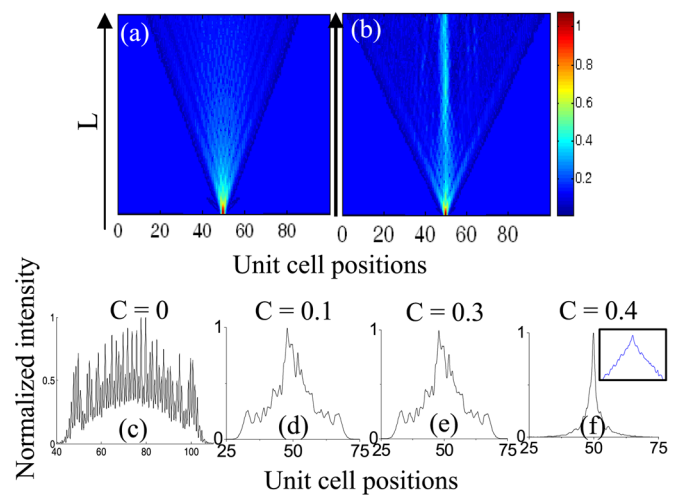 (a) (b)
1
0.8
0.6
0.4
0.2
L
0 20 40 60 80 0 20 40 60 80
Unit cell positions
Normalized intensity
C = 0 C = 0.1 C = 0.3 C = 0.4
1 1 1 1
0.5
0 0 0 0
(c) (d) (e) (f)
40 60 80 100 25 50 75 25 50 75 25 50 75
Unit cell positions